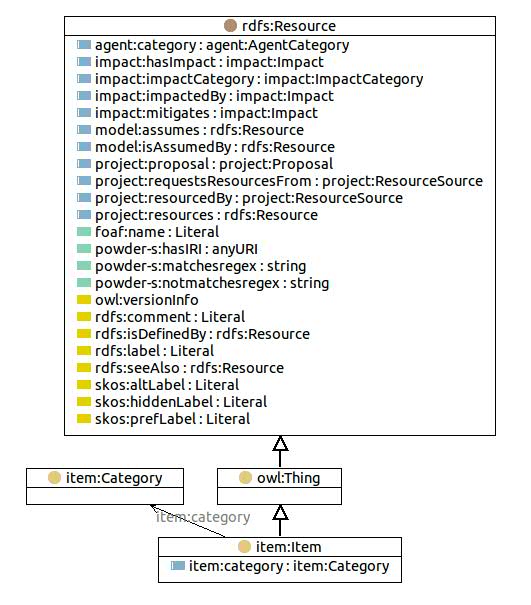 rdfs:Resource
agent:category : agent:AgentCategory
impact:hasImpact : impact:Impact
impact:impactCategory : impact:ImpactCategory
impact:impactedBy : impact:Impact
impact:mitigates : impact:Impact
model:assumes : rdfs:Resource
model:isAssumedBy : rdfs:Resource
project:proposal : project:Proposal
project:requestsResourcesFrom : project:ResourceSource
project:resourcedBy : project:ResourceSource
project:resources : rdfs:Resource
foaf:name : Literal
powder-s:hasIRI : anyURI
powder-s:matchesregex : string
powder-s:notmatchesregex : string
owl:versionInfo
rdfs:comment : Literal
rdfs:isDefinedBy : rdfs:Resource
rdfs:label : Literal
rdfs:seeAlso : rdfs:Resource
skos:altLabel : Literal
skos:hiddenLabel : Literal
skos:prefLabel : Literal
item:Category
owl:Thing
item:category
item:Item
item:category : item:Category